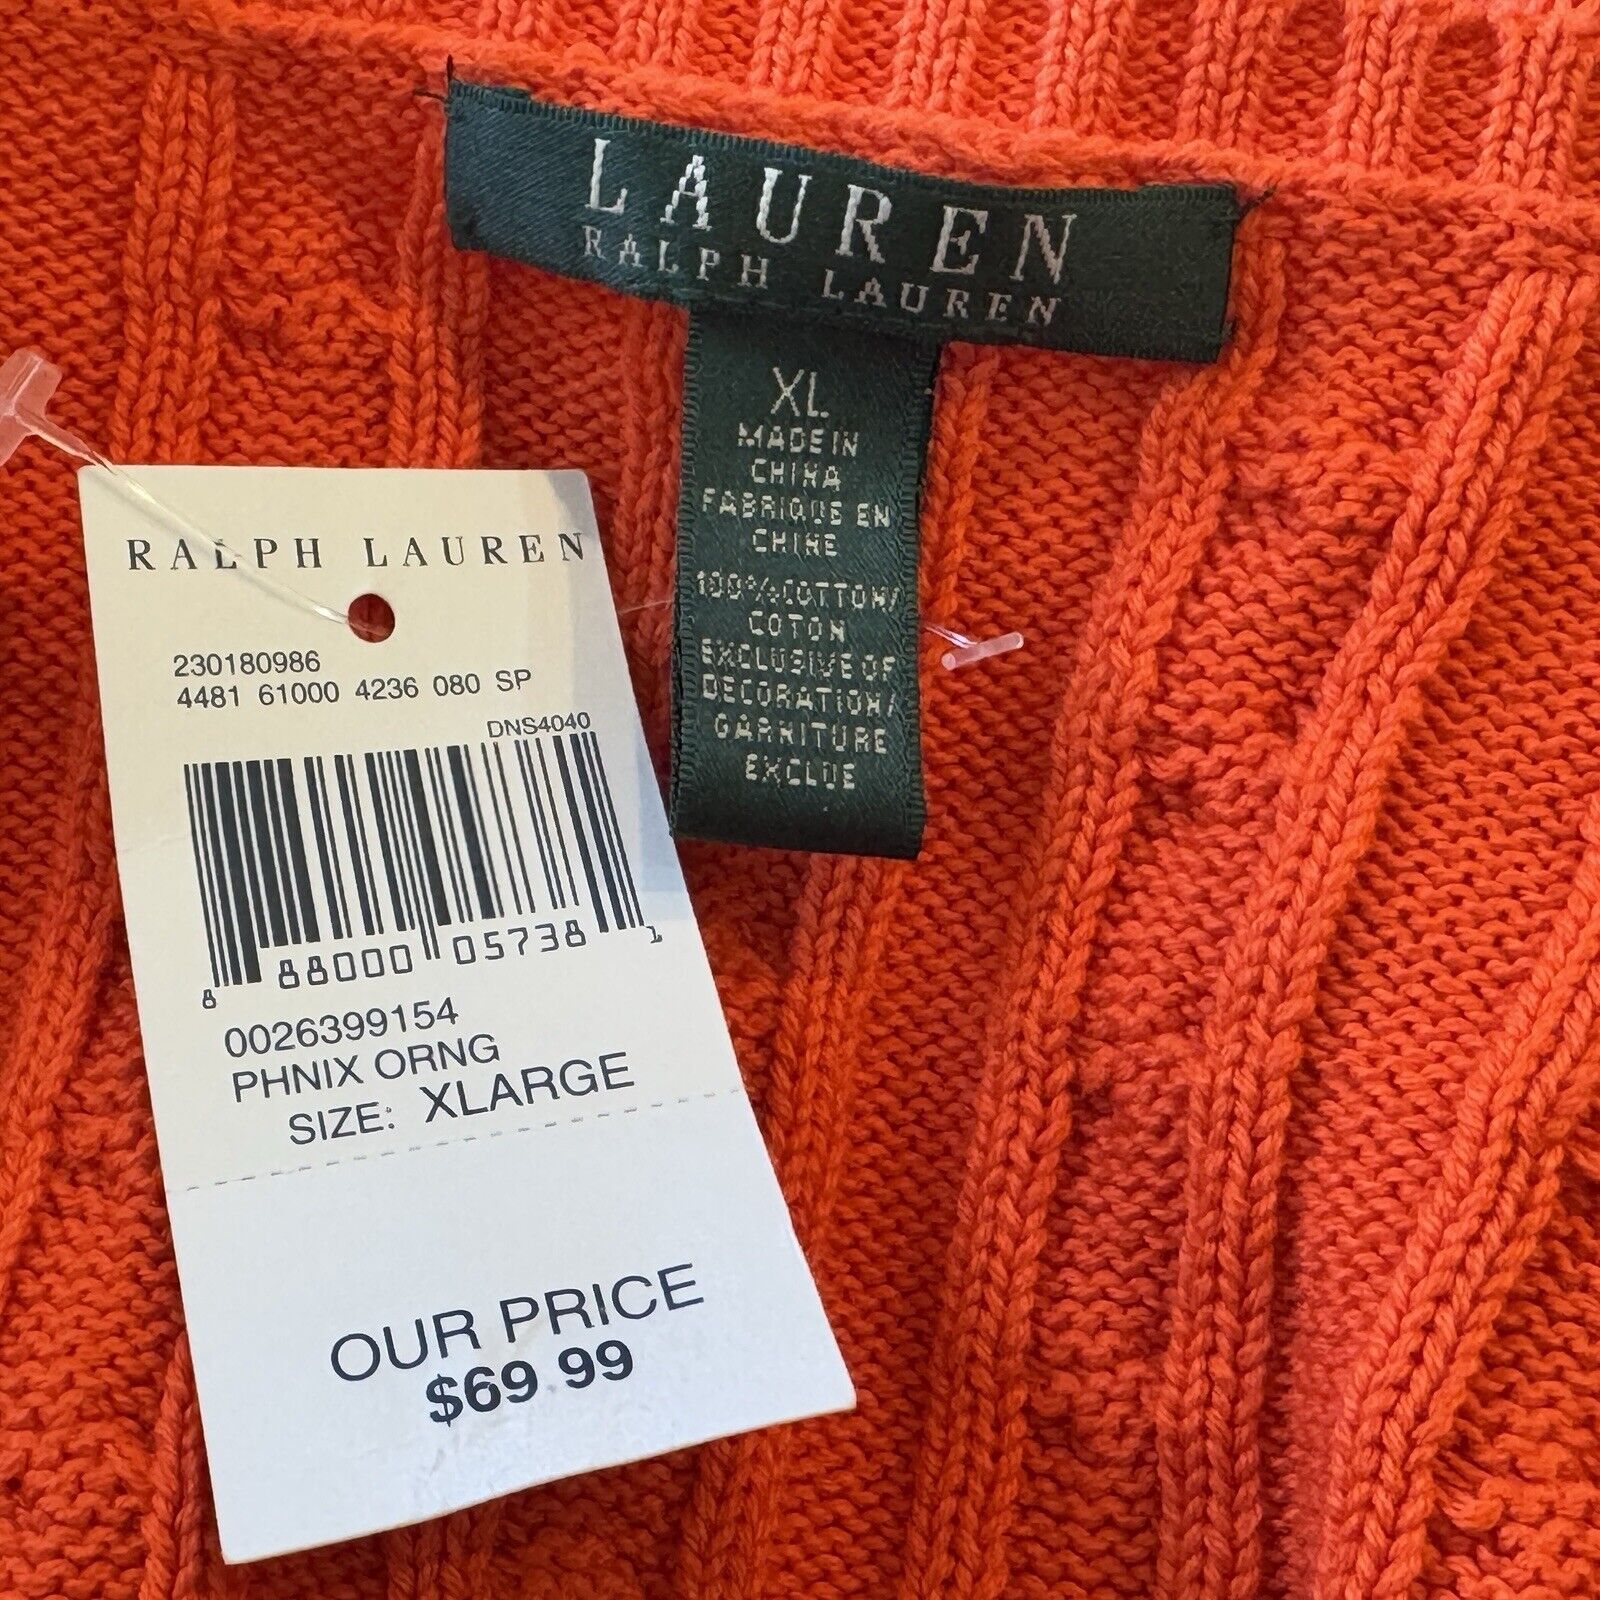 LAUREN
RALPH LAUREN
XL
MADE IN
CHINA
FABRIQUE EN
CHINE
100% COTTON/
COTON
EXCLUSIVE OF
DECORATION/
GARNITURE
EXCLUE
RALPH LAUREN
230180986
4481 61000 4236 080 SP
DNS4040
8 88000 05738 1
0026399154
PHNIX ORNG
SIZE: XLARGE
OUR PRICE
$69.99